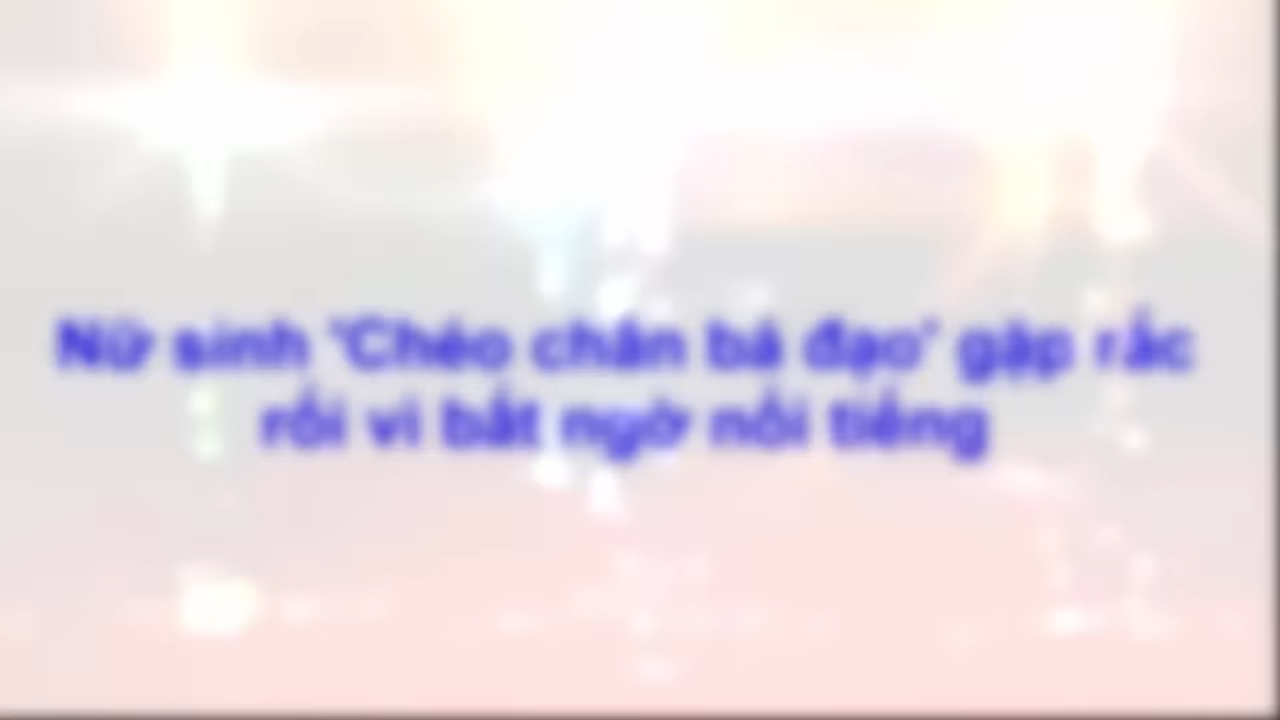 Nữ sinh 'Chéo chân bá đạo' gặp rắc
rối vì bất ngờ nổi tiếng